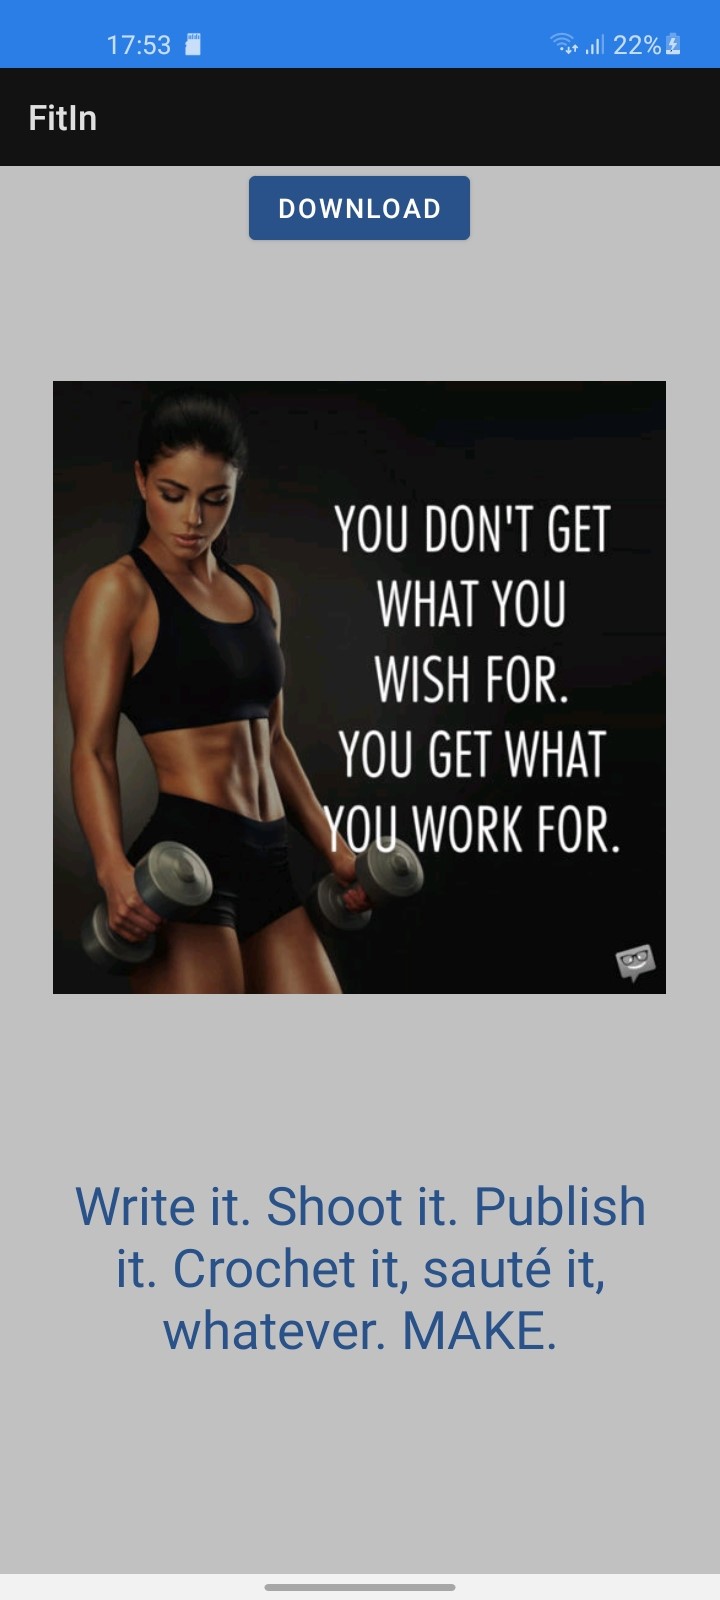 17:53 22%
FitIn
DOWNLOAD
YOU DON'T GET
WHAT YOU
WISH FOR.
YOU GET WHAT
YOU WORK FOR.
Write it. Shoot it. Publish
it. Crochet it, sauté it,
whatever. MAKE.